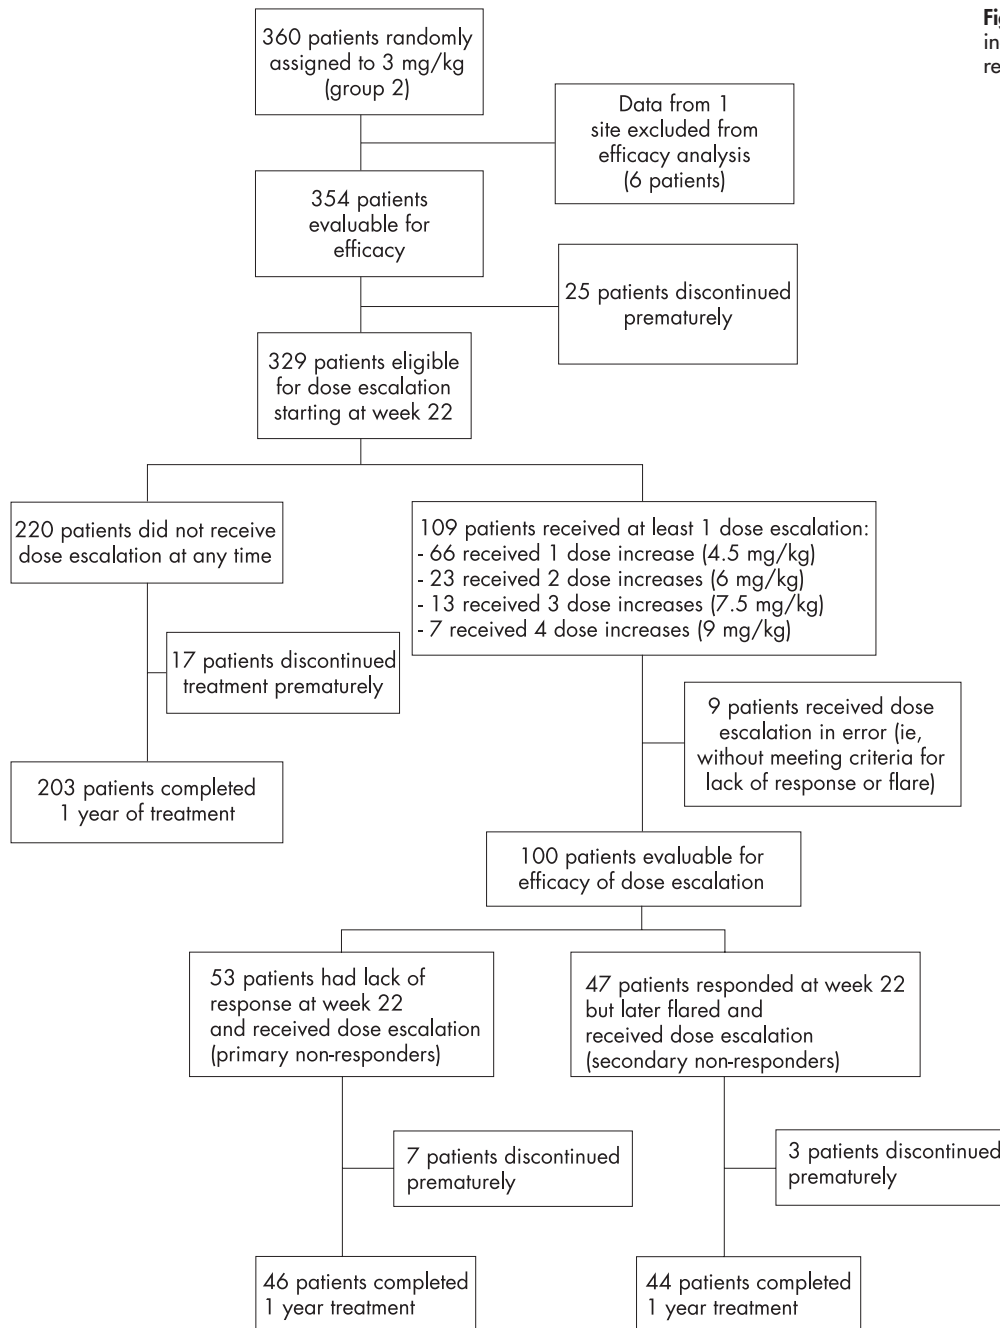 360 patients randomly
assigned to 3 mg/kg
(group 2)
Fig
in
re
Data from 1
site excluded from
efficacy analysis
(6 patients)
354 patients
evaluable for
efficacy
25 patients discontinued
prematurely
329 patients eligible
for dose escalation
starting at week 22
220 patients did not receive
dose escalation at any time
109 patients received at least 1 dose escalation:
- 66 received 1 dose increase (4.5 mg/kg)
- 23 received 2 dose increases (6 mg/kg)
- 13 received 3 dose increases (7.5 mg/kg)
- 7 received 4 dose increases (9 mg/kg)
17 patients discontinued
treatment prematurely
9 patients received dose
escalation in error (ie,
without meeting criteria for
lack of response or flare)
203 patients completed
1 year of treatment
100 patients evaluable for
efficacy of dose escalation
53 patients had lack of
response at week 22
and received dose escalation
(primary non-responders)
47 patients responded at week 22
but later flared and
received dose escalation
(secondary non-responders)
7 patients discontinued
prematurely
3 patients discontinued
prematurely
46 patients completed
1 year treatment
44 patients completed
1 year treatment